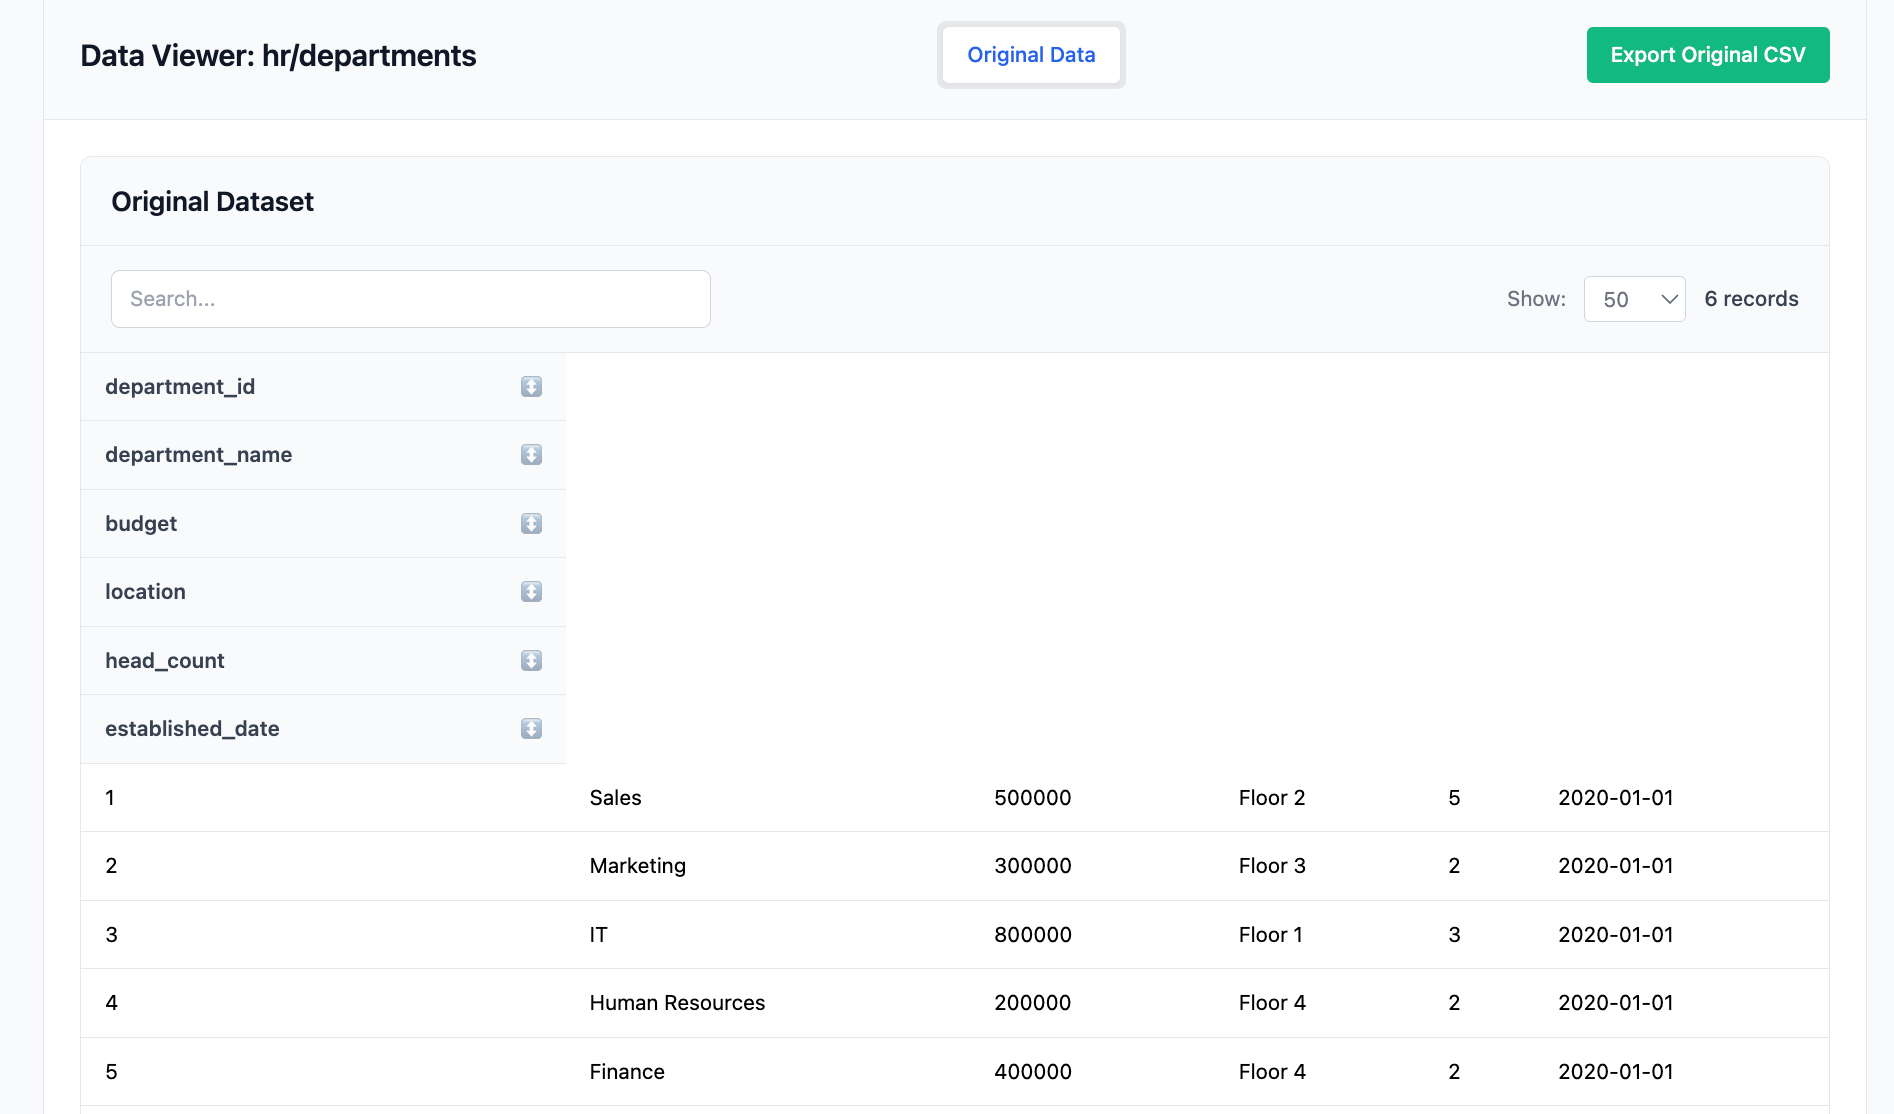 Data Viewer: hr/departments
Original Data
Export Original CSV
Original Dataset
Search...
Show: 50 6 records
department_id
department_name
budget
location
head_count
established_date
1 Sales 500000 Floor 2 5 2020-01-01
2 Marketing 300000 Floor 3 2 2020-01-01
3 IT 800000 Floor 1 3 2020-01-01
4 Human Resources 200000 Floor 4 2 2020-01-01
5 Finance 400000 Floor 4 2 2020-01-01